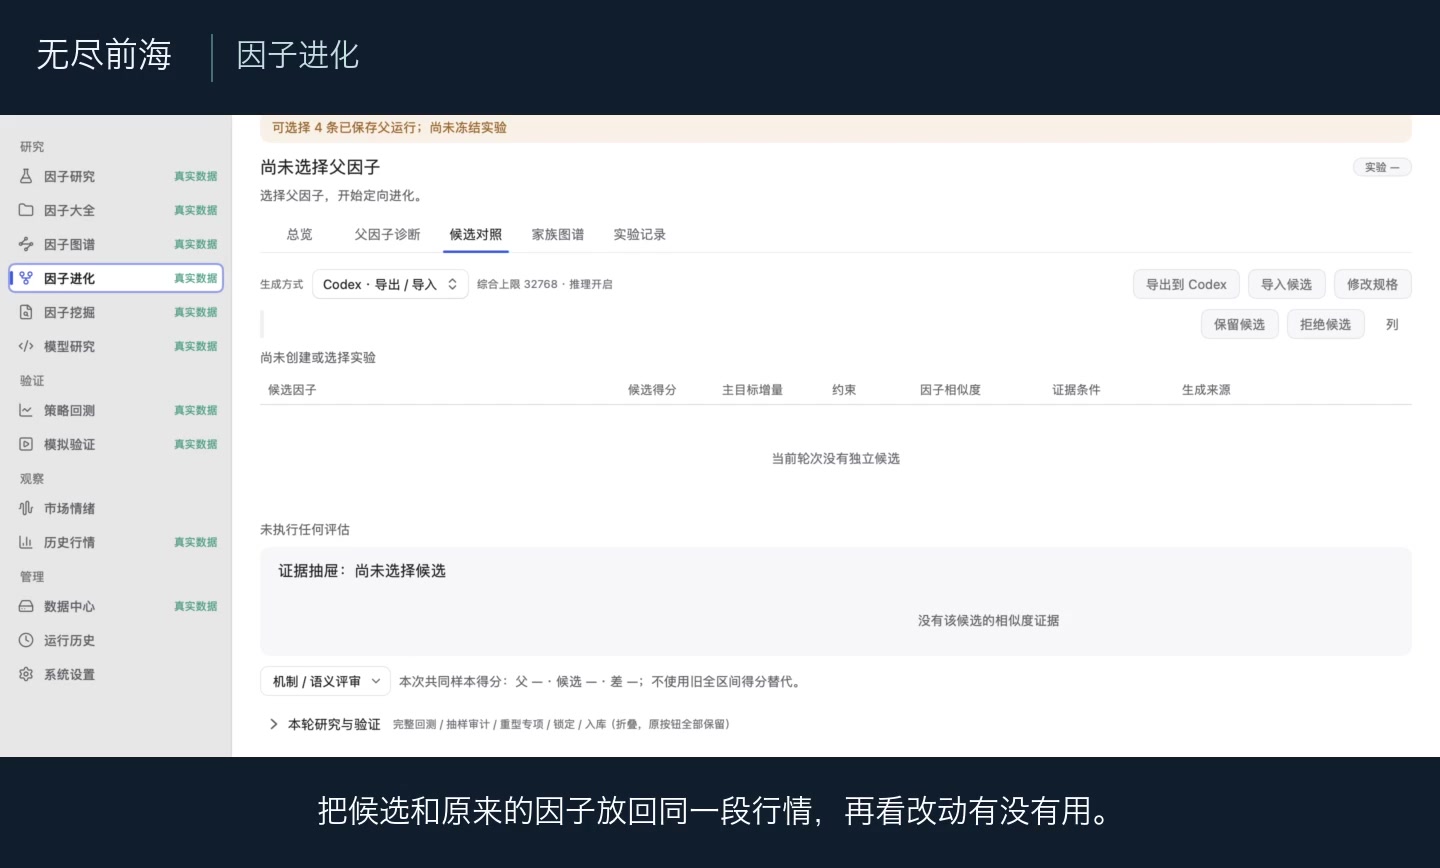 无尽前海 因子进化
研究
因子研究 真实数据
因子大全 真实数据
因子图谱 真实数据
因子进化 真实数据
因子挖掘 真实数据
模型研究 真实数据
验证
策略回测 真实数据
模拟验证 真实数据
观察
市场情绪
历史行情 真实数据
管理
数据中心 真实数据
运行历史
系统设置
可选择 4 条已保存父运行；尚未冻结实验
尚未选择父因子 实验 —
选择父因子，开始定向进化。
总览 父因子诊断 候选对照 家族图谱 实验记录
生成方式 Codex · 导出 / 导入 综合上限 32768 · 推理开启 导出到 Codex 导入候选 修改规格
保留候选 拒绝候选 列
尚未创建或选择实验
候选因子 候选得分 主目标增量 约束 因子相似度 证据条件 生成来源
当前轮次没有独立候选
未执行任何评估
证据抽屉：尚未选择候选
没有该候选的相似度证据
机制 / 语义评审 本次共同样本得分：父 — · 候选 — · 差 —；不使用旧全区间得分替代。
本轮研究与验证 完整回测 / 抽样审计 / 重型专项 / 锁定 / 入库（折叠，原按钮全部保留）
把候选和原来的因子放回同一段行情，再看改动有没有用。